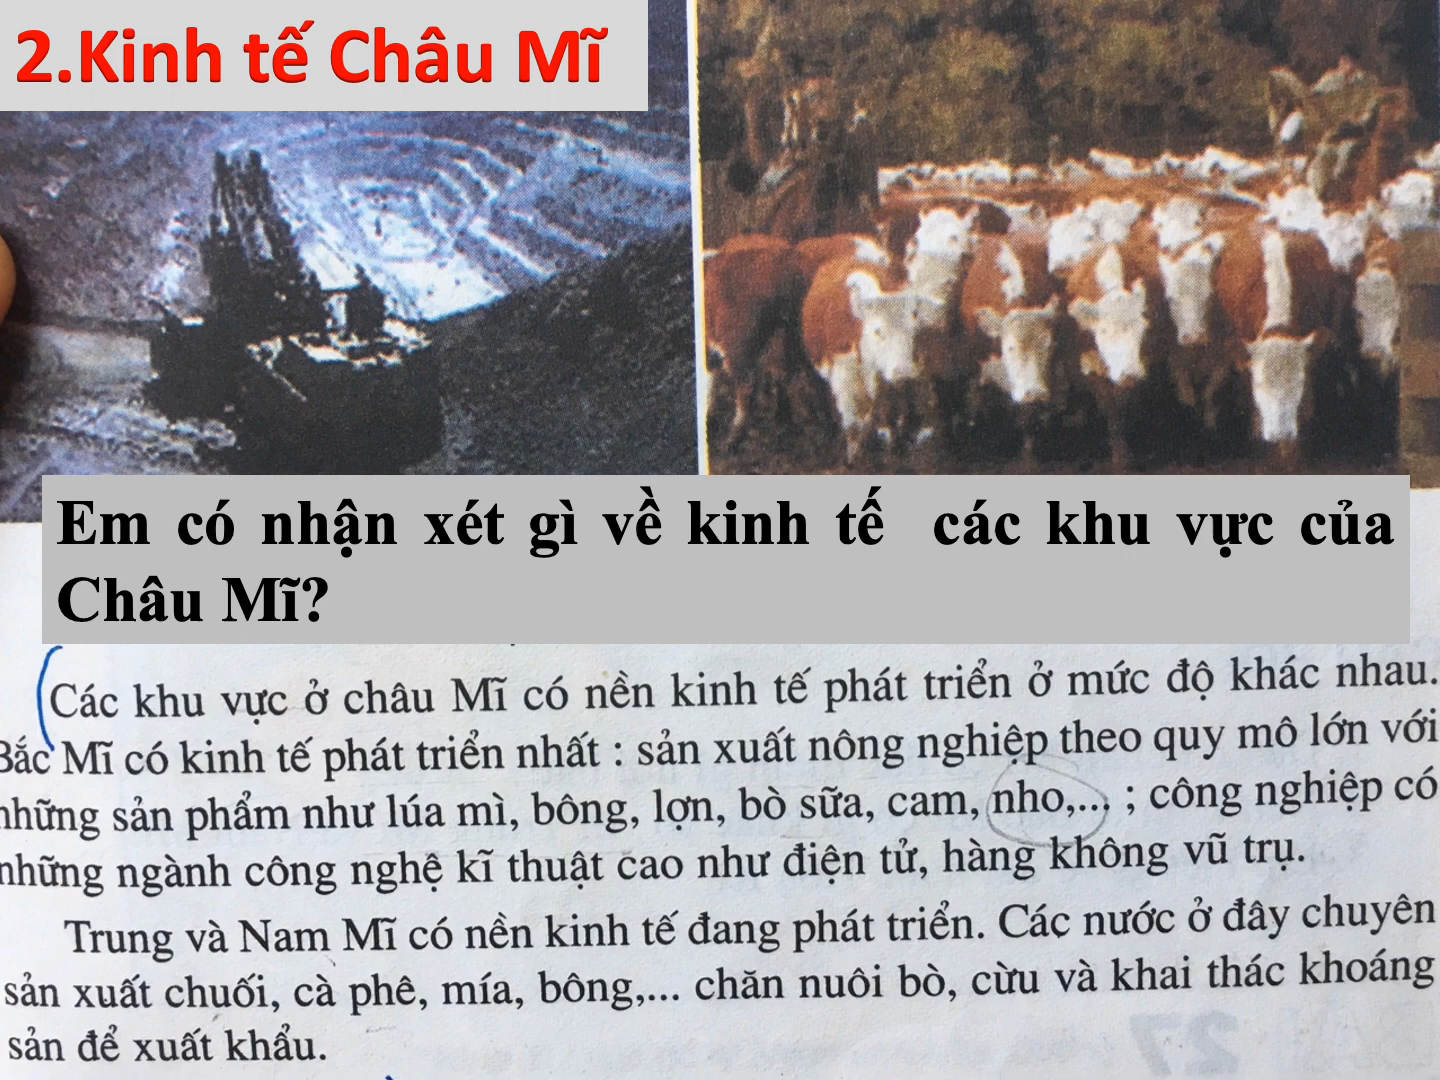 2.Kinh tế Châu Mĩ
Em có nhận xét gì về kinh tế các khu vực của
Châu Mĩ?
Các khu vực ở châu Mĩ có nền kinh tế phát triển ở mức độ khác nhau.
Bắc Mĩ có kinh tế phát triển nhất : sản xuất nông nghiệp theo quy mô lớn với
những sản phẩm như lúa mì, bông, lợn, bò sữa, cam, nho,... ; công nghiệp có
những ngành công nghệ kĩ thuật cao như điện tử, hàng không vũ trụ.
Trung và Nam Mĩ có nền kinh tế đang phát triển. Các nước ở đây chuyên
sản xuất chuối, cà phê, mía, bông,... chăn nuôi bò, cừu và khai thác khoáng
sản để xuất khẩu.